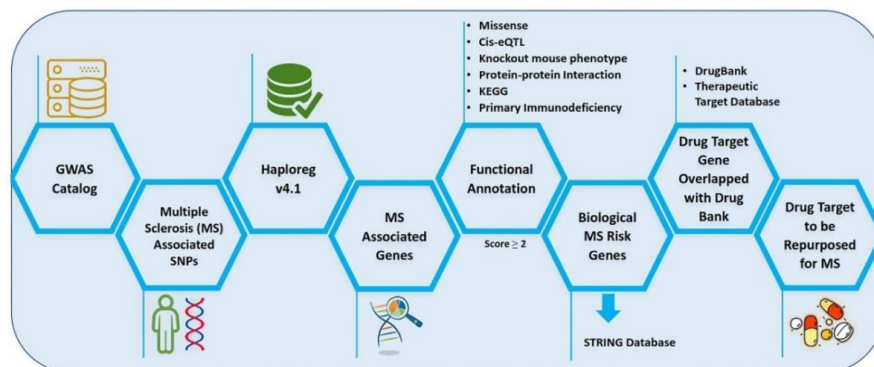 Missense
Cis-eQTL
Knockout mouse phenotype
Protein-protein Interaction
KEGG
Primary Immunodeficiency
DrugBank
Therapeutic
Target Database
GWAS
Catalog
Multiple
Sclerosis (MS)
Associated
SNPs
Haploreg
v4.1
MS
Associated
Genes
Functional
Annotation
Score ≥ 2
Biological
MS Risk
Genes
STRING Database
Drug Target
Gene
Overlapped
with Drug
Bank
Drug Target
to be
Repurposed
for MS